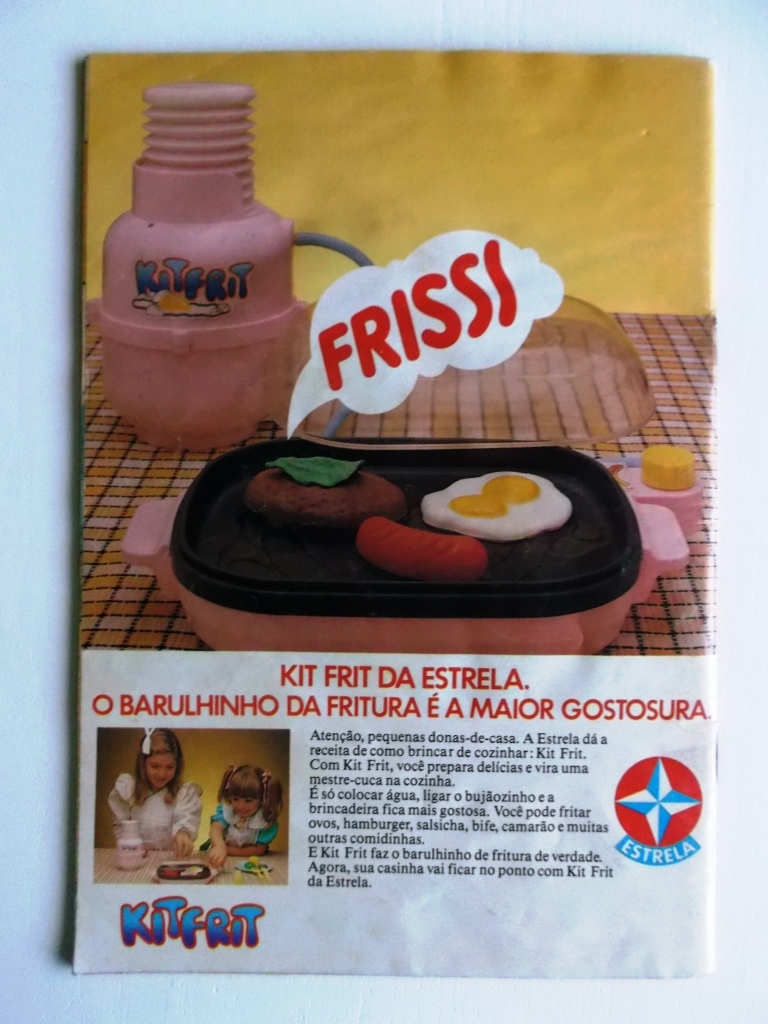 KITFRIT
FRISSI
KIT FRIT DA ESTRELA.
O BARULHINHO DA FRITURA É A MAIOR GOSTOSURA.
Atenção, pequenas donas-de-casa. A Estrela dá a
receita de como brincar de cozinhar: Kit Frit.
Com Kit Frit, você prepara delícias e vira uma
mestre-cuca na cozinha.
É só colocar água, ligar o bujãozinho e a
brincadeira fica mais gostosa. Você pode fritar
ovos, hamburger, salsicha, bife, camarão e muitas
outras comidinhas.
E Kit Frit faz o barulhinho de fritura de verdade.
Agora, sua casinha vai ficar no ponto com Kit Frit
da Estrela.
ESTRELA
KITFRIT